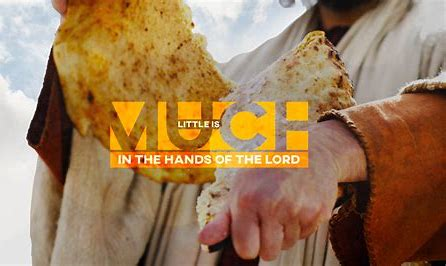 LITTLE IS
MUCH
IN THE HANDS OF THE LORD